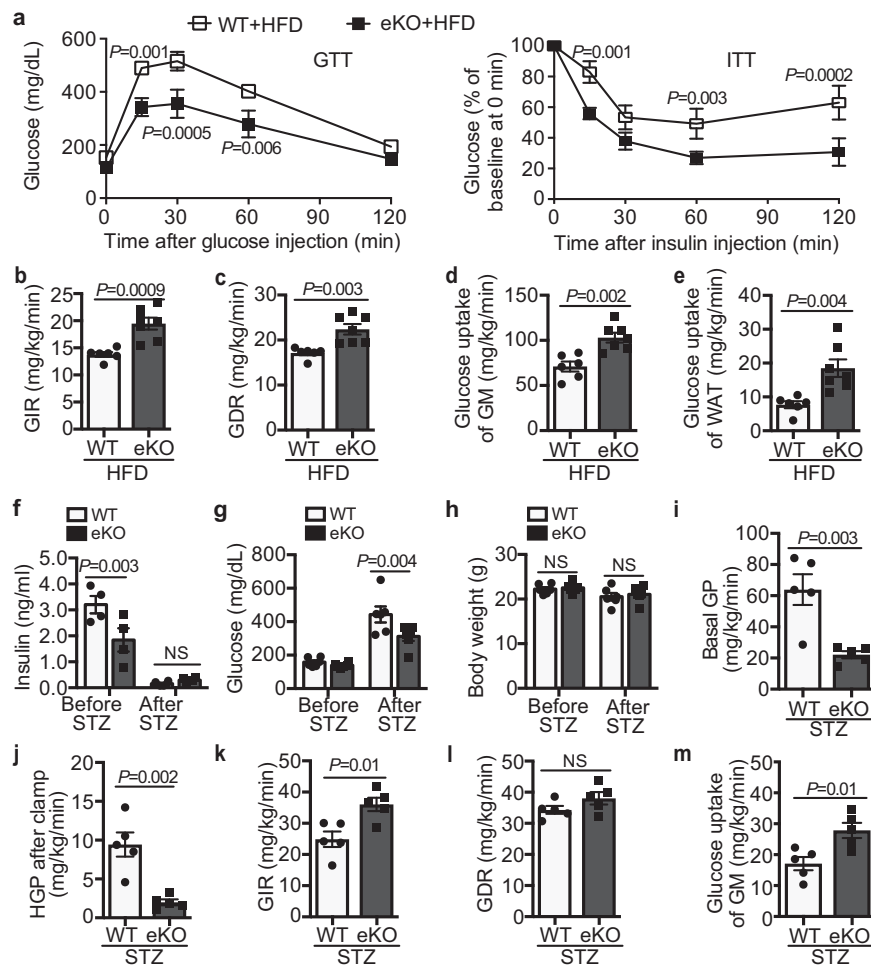 a
WT+HFD
eKO+HFD
Glucose (mg/dL)
600
400
200
0
P=0.001
P=0.0005
P=0.006
GTT
0 30 60 90 120
Time after glucose injection (min)
Glucose (% of
baseline at 0 min)
100
80
60
40
20
0
P=0.001
P=0.003
P=0.0002
ITT
0 30 60 90 120
Time after insulin injection (min)
b
GIR (mg/kg/min)
25
20
15
10
5
0
P=0.0009
WT eKO
HFD
c
GDR (mg/kg/min)
30
20
10
0
P=0.003
WT eKO
HFD
d
Glucose uptake
of GM (mg/kg/min)
150
100
50
0
P=0.002
WT eKO
HFD
e
Glucose uptake
of WAT (mg/kg/min)
40
30
20
10
0
P=0.004
WT eKO
HFD
f
WT
eKO
Insulin (ng/ml)
5.0
4.0
3.0
2.0
1.0
0.0
P=0.003
NS
Before
STZ
After
STZ
g
WT
eKO
Glucose (mg/dL)
800
600
400
200
0
P=0.004
Before
STZ
After
STZ
h
WT
eKO
Body weight (g)
30
20
10
0
NS
NS
Before
STZ
After
STZ
i
Basal GP
(mg/kg/min)
100
80
60
40
20
0
P=0.003
WT eKO
STZ
j
HGP after clamp
(mg/kg/min)
20
15
10
5
0
P=0.002
WT eKO
STZ
k
GIR (mg/kg/min)
50
40
30
20
10
0
P=0.01
WT eKO
STZ
l
GDR (mg/kg/min)
50
40
30
20
10
0
NS
WT eKO
STZ
m
Glucose uptake
of GM (mg/kg/min)
50
40
30
20
10
0
P=0.01
WT eKO
STZ